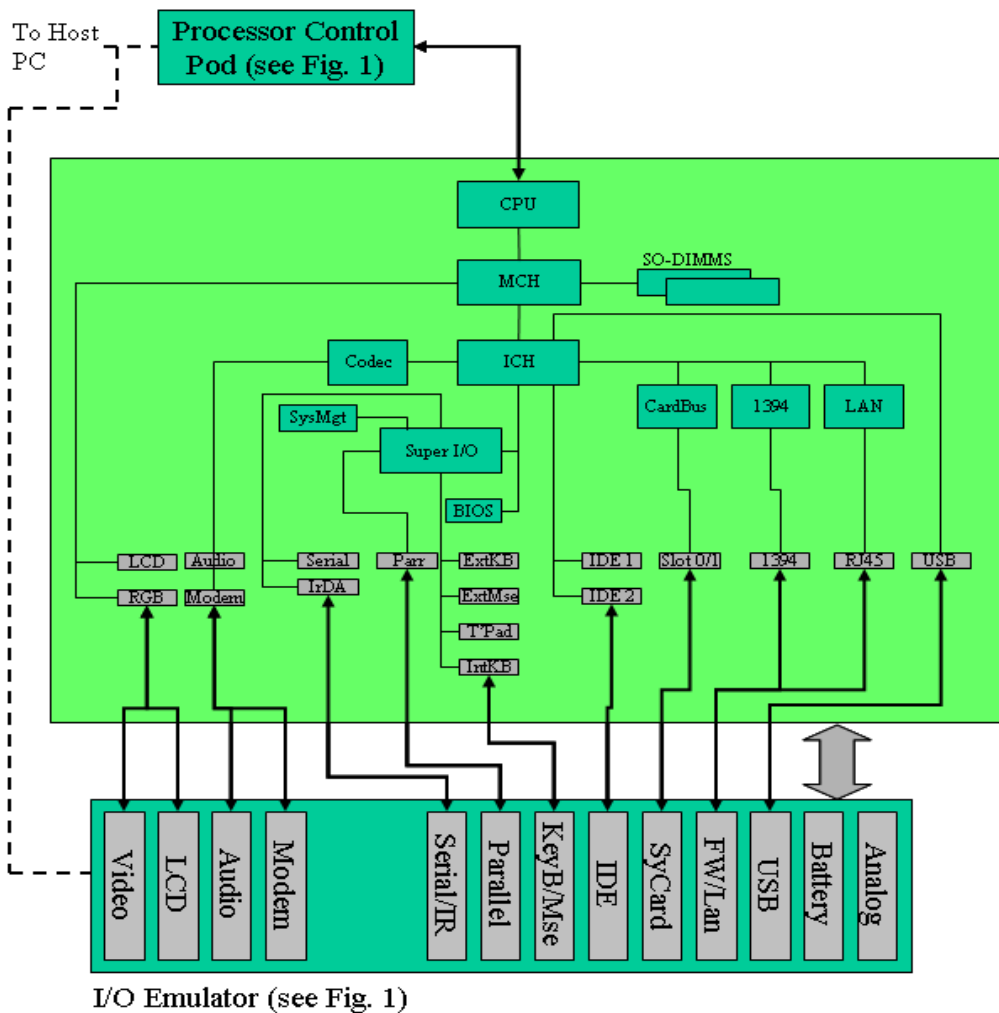 To Host
PC
Processor Control
Pod (see Fig. 1)
CPU
SO-DIMMS
MCH
Codec
ICH
CardBus
1394
LAN
SysMgt
Super I/O
BIOS
LCD
Audio
Serial
Parr
ExtKB
IDE 1
Slot 0/1
1394
RJ45
USB
RGB
Modem
IrDA
ExtMse
IDE 2
T'Pad
IntKB
Video
LCD
Audio
Modem
Serial/IR
Parallel
KeyB/Mse
IDE
SyCard
FW/Lan
USB
Battery
Analog
I/O Emulator (see Fig. 1)